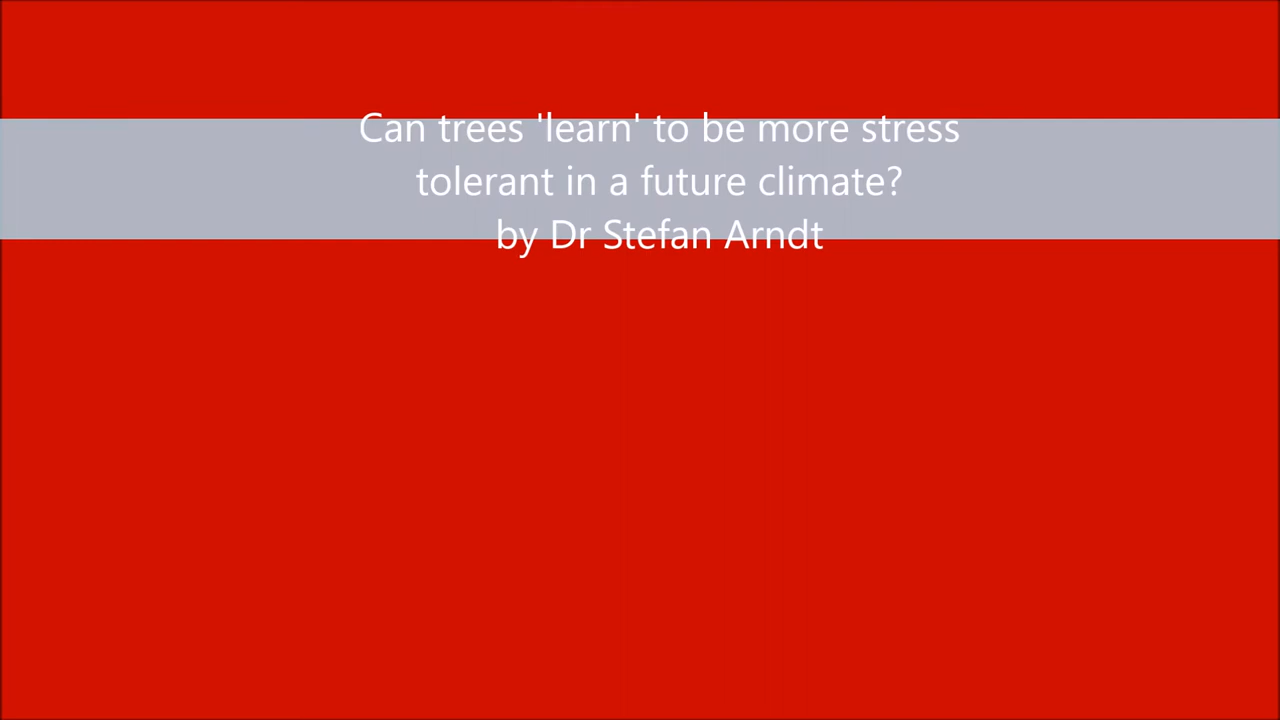 Can trees 'learn' to be more stress
tolerant in a future climate?
by Dr Stefan Arndt